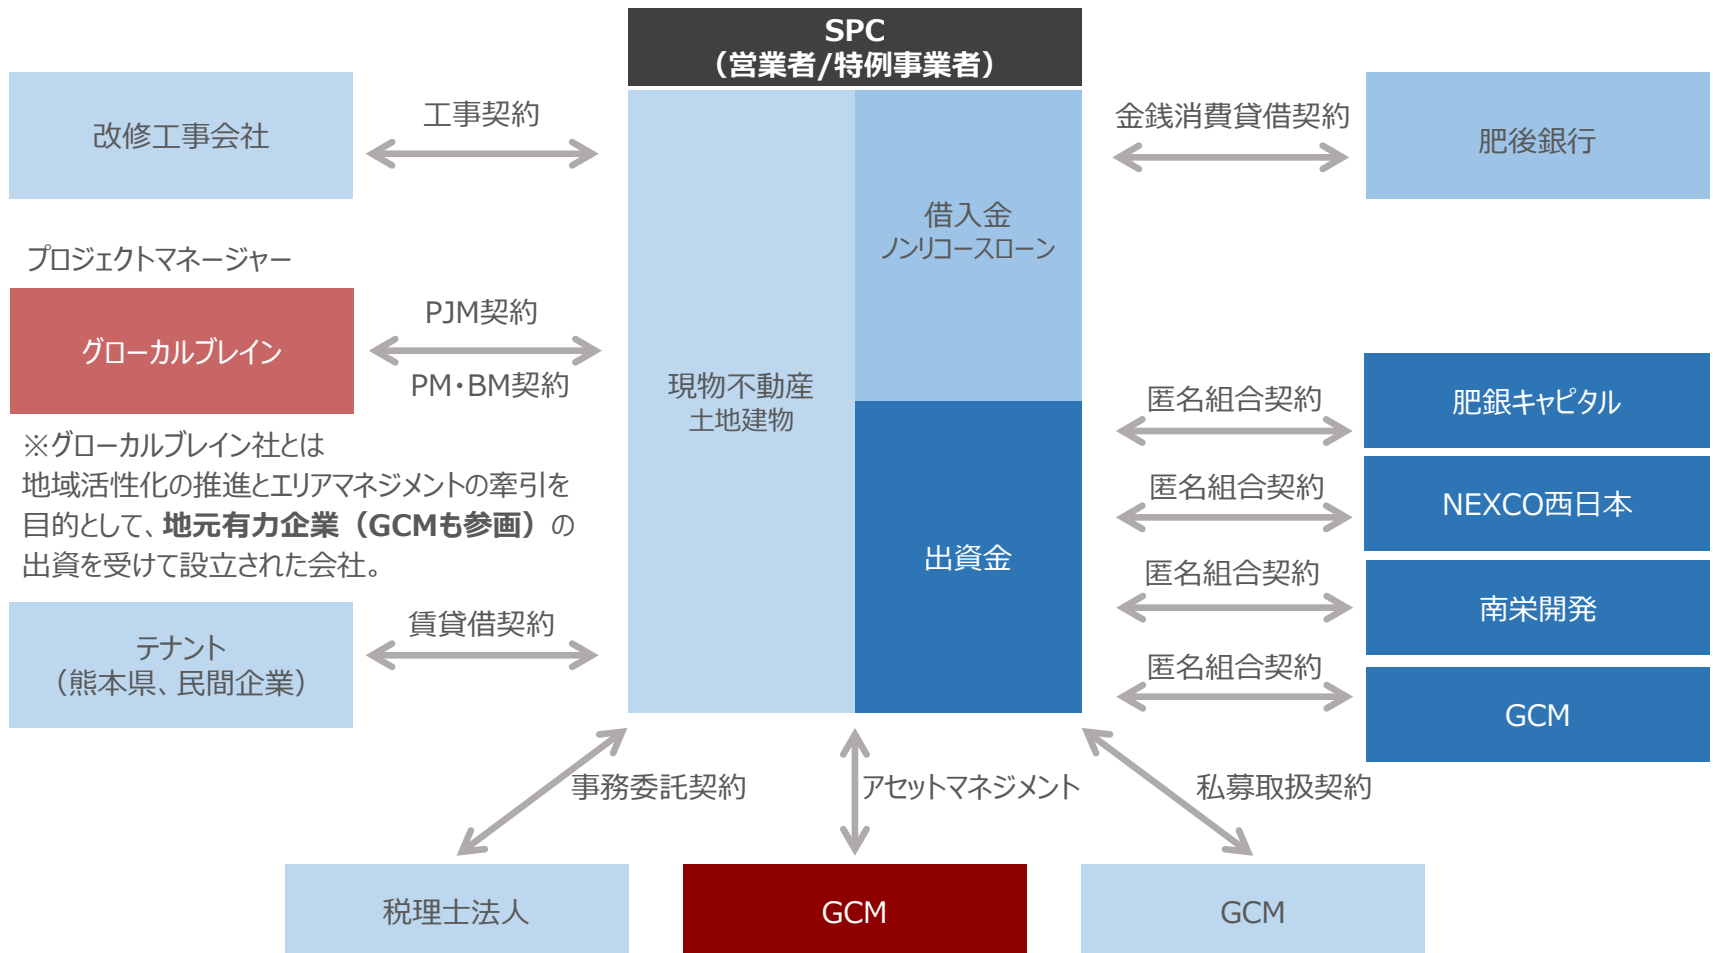 SPC
（営業者/特例事業者）
改修工事会社
工事契約
金銭消費貸借契約
肥後銀行
借入金
ノンリコースローン
プロジェクトマネージャー
グローカルブレイン
PJM契約
PM・BM契約
現物不動産
土地建物
匿名組合契約
肥銀キャピタル
※グローカルブレイン社とは
地域活性化の推進とエリアマネジメントの牽引を
目的として、地元有力企業（GCMも参画）の
出資を受けて設立された会社。
匿名組合契約
NEXCO西日本
出資金
匿名組合契約
南栄開発
テナント
（熊本県、民間企業）
賃貸借契約
匿名組合契約
GCM
事務委託契約
アセットマネジメント
私募取扱契約
税理士法人
GCM
GCM